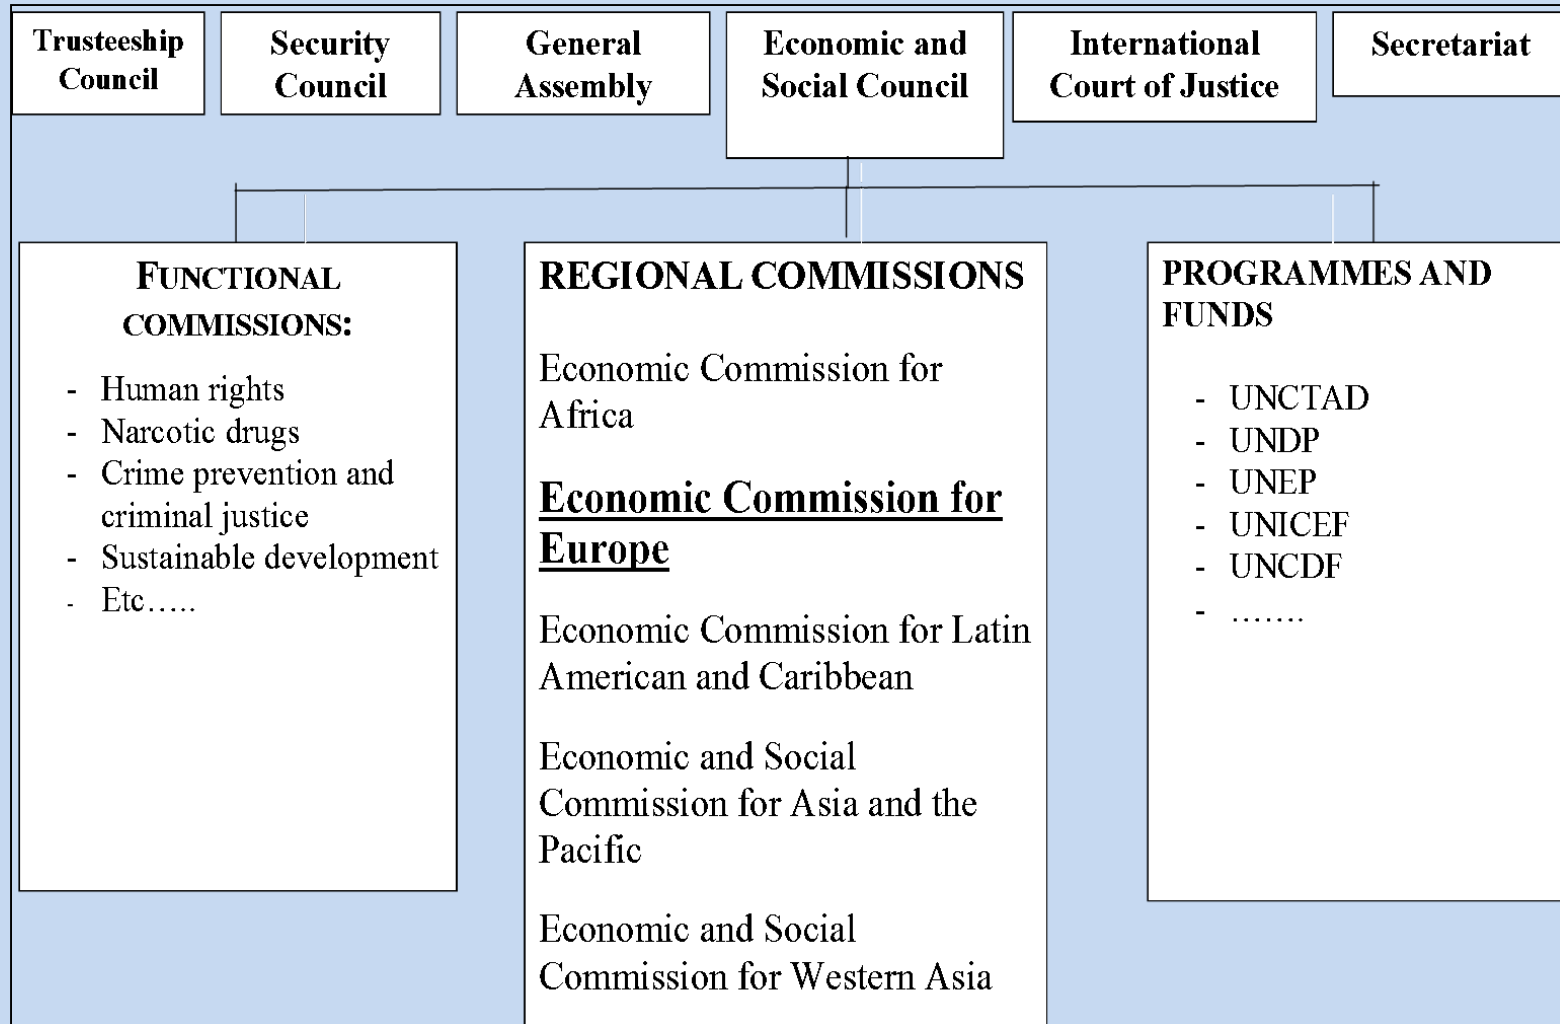 Trusteeship
Council
Security
Council
General
Assembly
Economic and
Social Council
International
Court of Justice
Secretariat
FUNCTIONAL
COMMISSIONS:
- Human rights
- Narcotic drugs
- Crime prevention and
criminal justice
- Sustainable development
- Etc…..
REGIONAL COMMISSIONS
Economic Commission for
Africa
Economic Commission for
Europe
Economic Commission for Latin
American and Caribbean
Economic and Social
Commission for Asia and the
Pacific
Economic and Social
Commission for Western Asia
PROGRAMMES AND
FUNDS
- UNCTAD
- UNDP
- UNEP
- UNICEF
- UNCDF
- …….